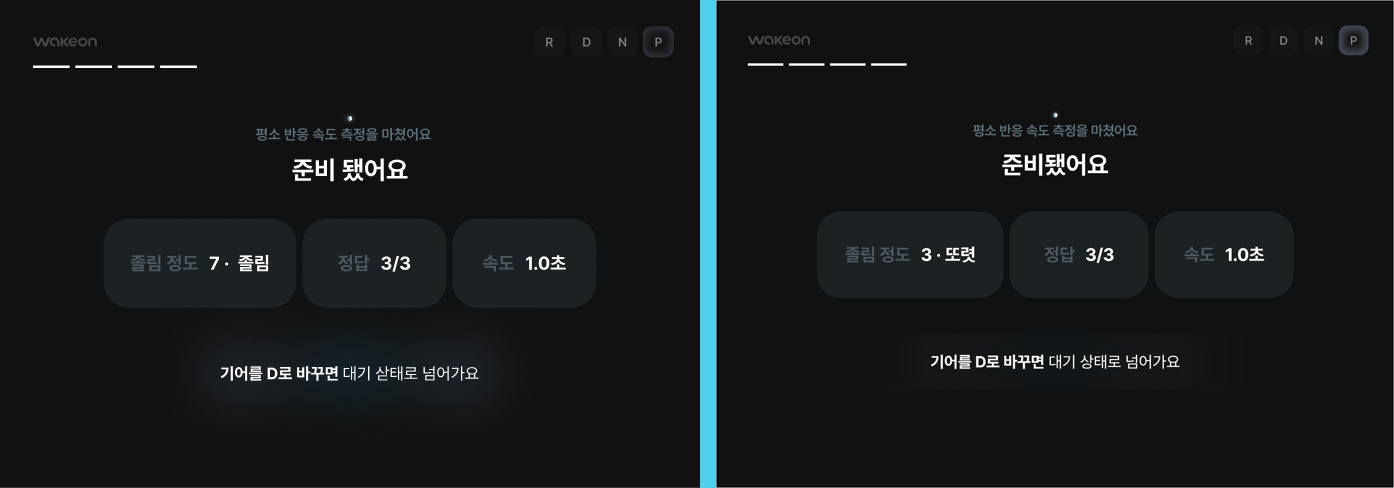 wakeon
R D N P
평소 반응 속도 측정을 마쳤어요
준비 됐어요
졸림 정도 7 · 졸림
정답 3/3
속도 1.0초
기어를 D로 바꾸면 대기 상태로 넘어가요
wakeon
R D N P
평소 반응 속도 측정을 마쳤어요
준비됐어요
졸림 정도 3 · 또렷
정답 3/3
속도 1.0초
기어를 D로 바꾸면 대기 상태로 넘어가요